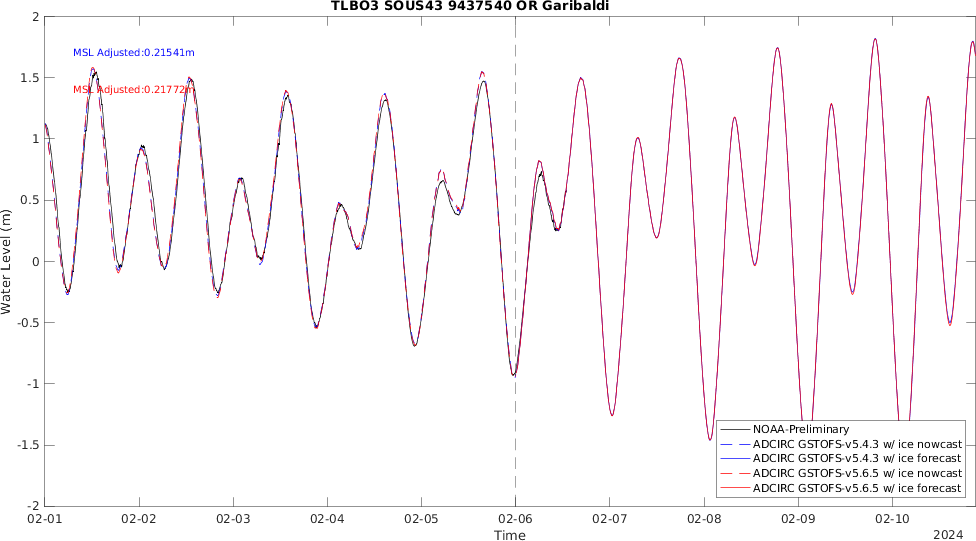 TLBO3 SOUS43 9437540 OR Garibaldi
MSL Adjusted:0.21541m
MSL Adjusted:0.21772m
Water Level (m)
2
1.5
1
0.5
0
-0.5
-1
-1.5
-2
NOAA-Preliminary
ADCIRC GSTOFS-v5.4.3 w/ ice nowcast
ADCIRC GSTOFS-v5.4.3 w/ ice forecast
ADCIRC GSTOFS-v5.6.5 w/ ice nowcast
ADCIRC GSTOFS-v5.6.5 w/ ice forecast
02-01 02-02 02-03 02-04 02-05 02-06 02-07 02-08 02-09 02-10
Time
2024